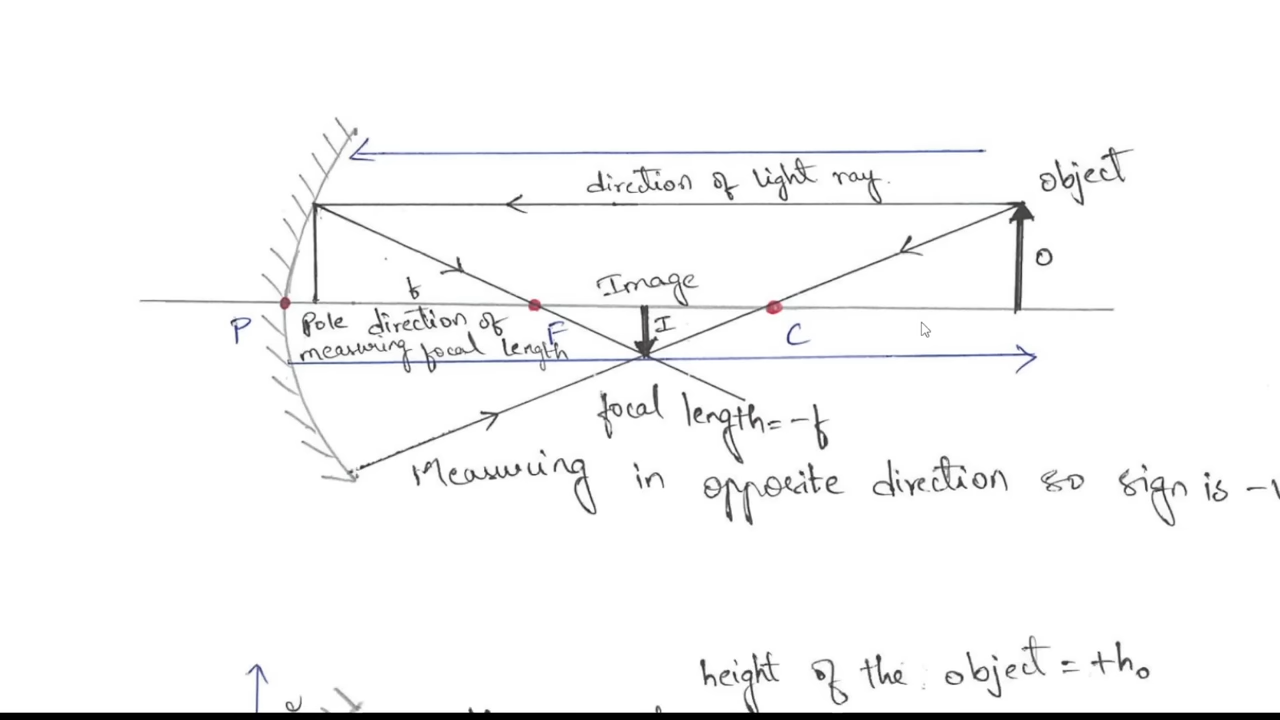 direction of light ray.
object
O
Image
f
I
P
Pole direction of
F
measuring focal length
C
focal length = -f
Measuring in opposite direction so sign is -
height of the object = +h₀